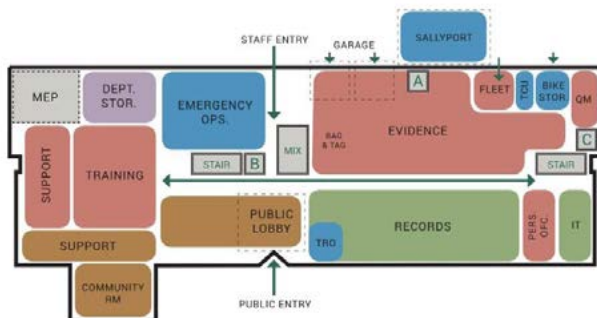 SALLYPORT
STAFF ENTRY
GARAGE
MEP
DEPT.
STOR.
EMERGENCY
OPS.
A
FLEET
TCU
BIKE
STOR.
QM
SUPPORT
TRAINING
STAIR
B
MIX
BAG
& TAG
EVIDENCE
C
STAIR
PUBLIC
LOBBY
TRO
RECORDS
PERS.
OFC.
IT
SUPPORT
COMMUNITY
RM
PUBLIC ENTRY